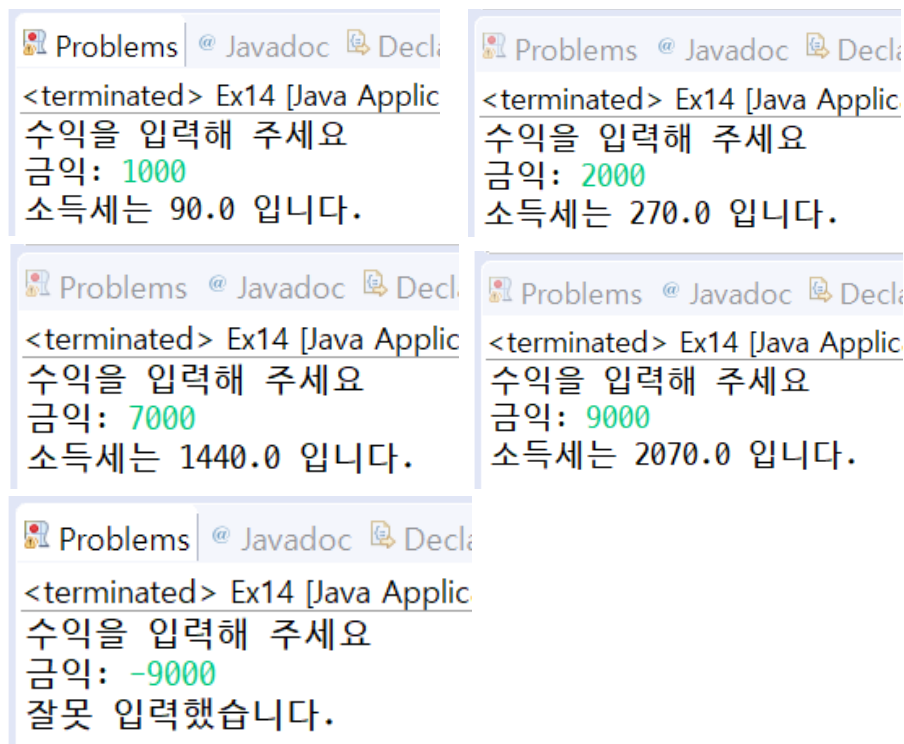 Problems @ Javadoc Decla
<terminated> Ex14 [Java Applic
수익을 입력해 주세요
금익: 1000
소득세는 90.0 입니다.
Problems @ Javadoc Decla
<terminated> Ex14 [Java Applic
수익을 입력해 주세요
금익: 2000
소득세는 270.0 입니다.
Problems @ Javadoc Decl
<terminated> Ex14 [Java Applic
수익을 입력해 주세요
금익: 7000
소득세는 1440.0 입니다.
Problems @ Javadoc Decla
<terminated> Ex14 [Java Applic
수익을 입력해 주세요
금익: 9000
소득세는 2070.0 입니다.
Problems @ Javadoc Decla
<terminated> Ex14 [Java Applic
수익을 입력해 주세요
금익: -9000
잘못 입력했습니다.